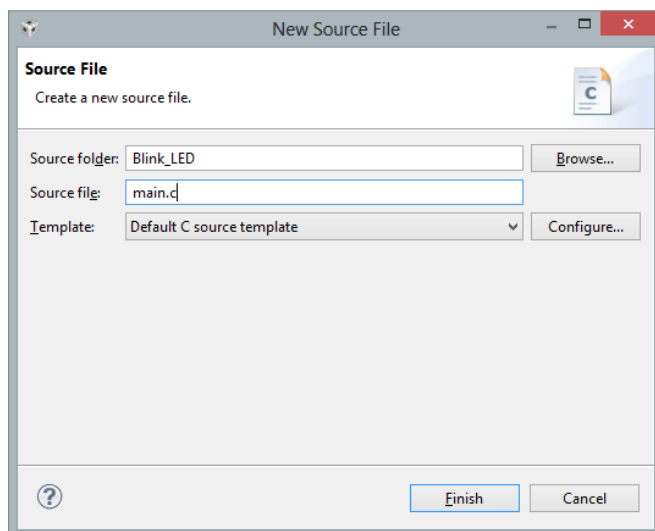 New Source File
Source File
Create a new source file.
C
Source folder: Blink_LED Browse...
Source file: main.c
Template: Default C source template Configure...
?
Finish Cancel